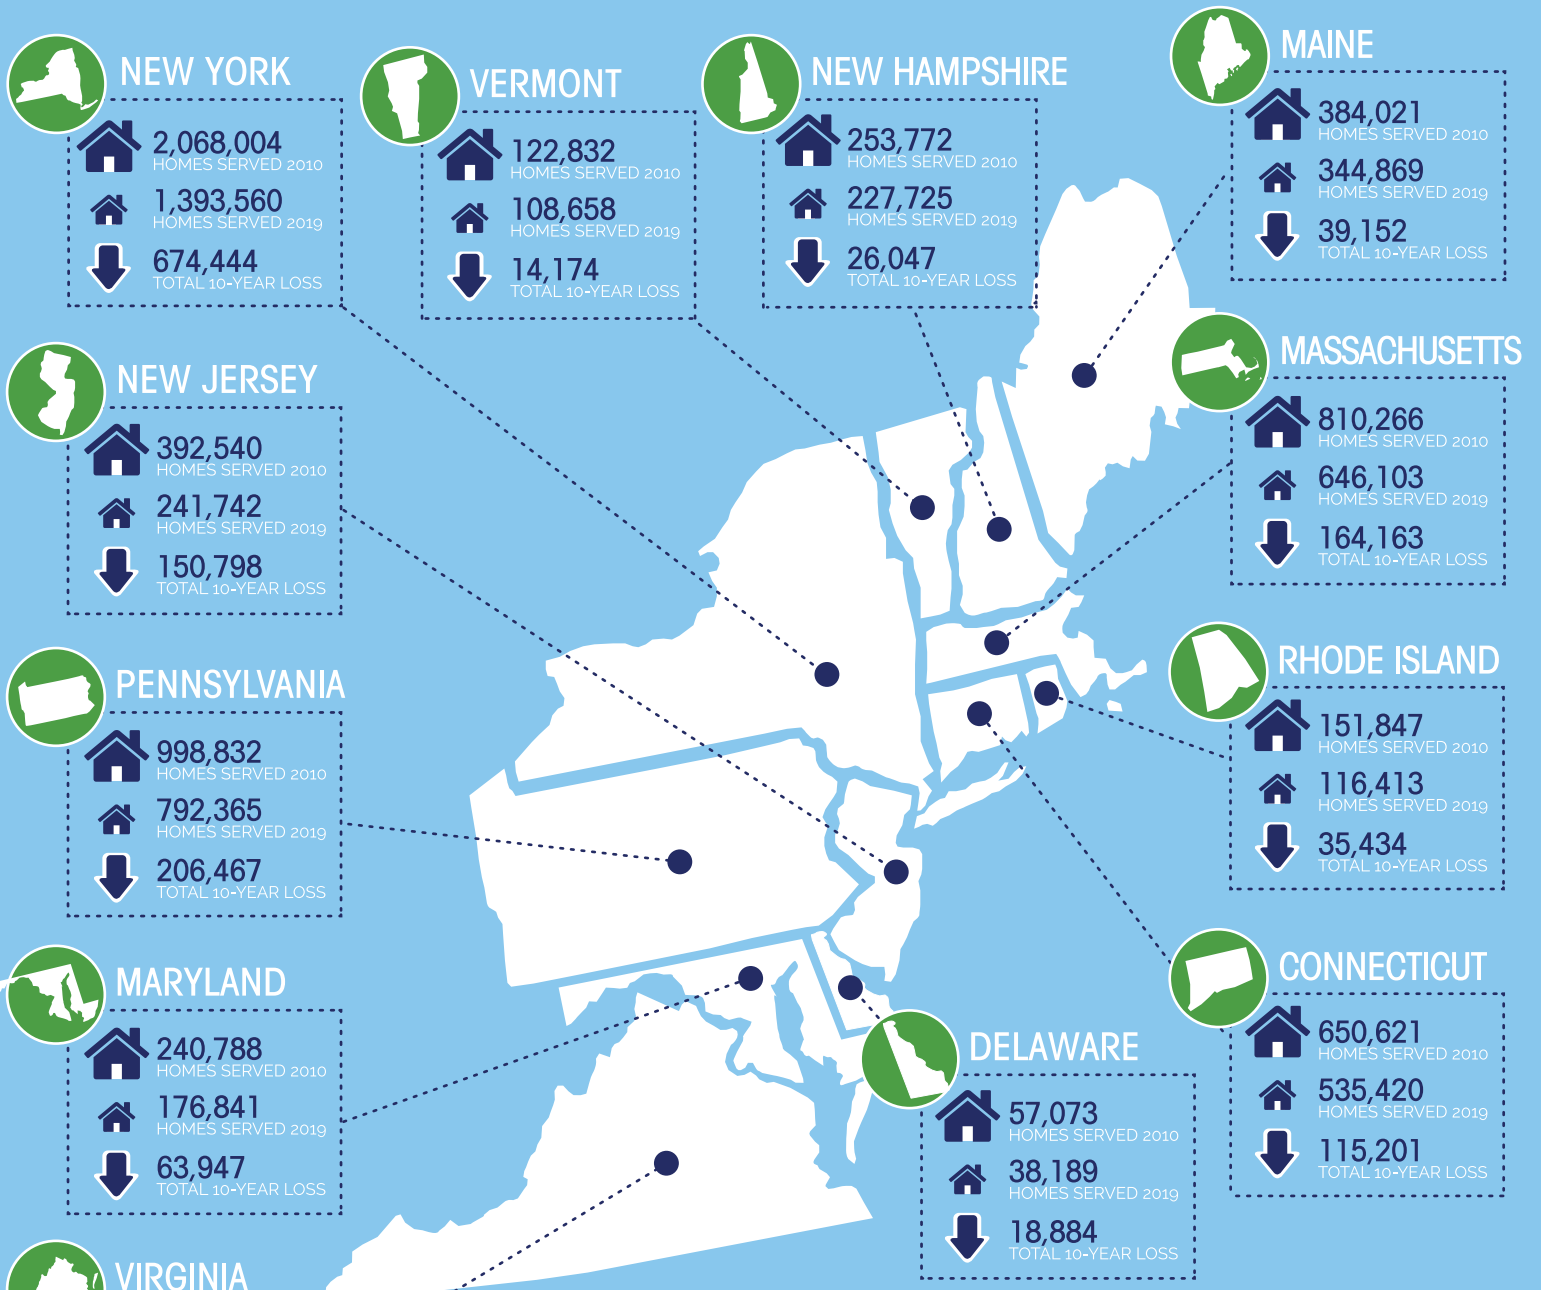 NEW YORK
2,068,004
HOMES SERVED 2010
1,393,560
HOMES SERVED 2019
674,444
TOTAL 10-YEAR LOSS
VERMONT
122,832
HOMES SERVED 2010
108,658
HOMES SERVED 2019
14,174
TOTAL 10-YEAR LOSS
NEW HAMPSHIRE
253,772
HOMES SERVED 2010
227,725
HOMES SERVED 2019
26,047
TOTAL 10-YEAR LOSS
MAINE
384,021
HOMES SERVED 2010
344,869
HOMES SERVED 2019
39,152
TOTAL 10-YEAR LOSS
NEW JERSEY
392,540
HOMES SERVED 2010
241,742
HOMES SERVED 2019
150,798
TOTAL 10-YEAR LOSS
MASSACHUSETTS
810,266
HOMES SERVED 2010
646,103
HOMES SERVED 2019
164,163
TOTAL 10-YEAR LOSS
PENNSYLVANIA
998,832
HOMES SERVED 2010
792,365
HOMES SERVED 2019
206,467
TOTAL 10-YEAR LOSS
RHODE ISLAND
151,847
HOMES SERVED 2010
116,413
HOMES SERVED 2019
35,434
TOTAL 10-YEAR LOSS
MARYLAND
240,788
HOMES SERVED 2010
176,841
HOMES SERVED 2019
63,947
TOTAL 10-YEAR LOSS
DELAWARE
57,073
HOMES SERVED 2010
38,189
HOMES SERVED 2019
18,884
TOTAL 10-YEAR LOSS
CONNECTICUT
650,621
HOMES SERVED 2010
535,420
HOMES SERVED 2019
115,201
TOTAL 10-YEAR LOSS
VIRGINIA